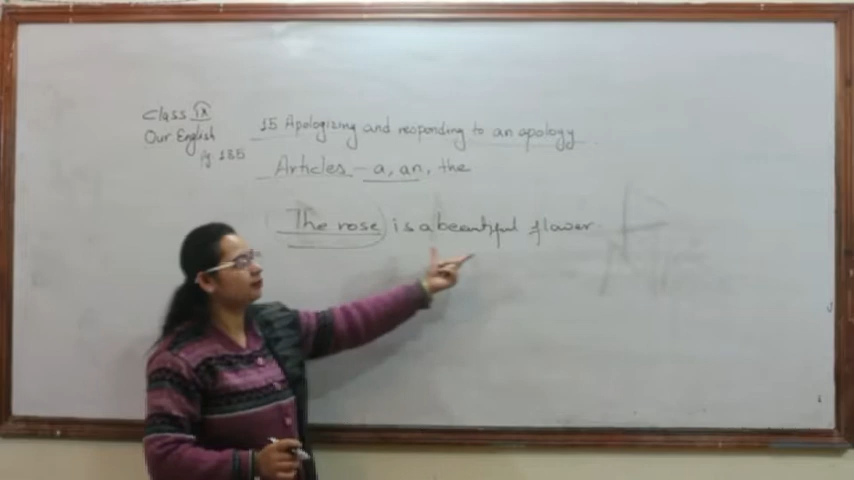 Class IX
Our English
Pg. 135
15 Apologizing and responding to an apology
Articles - a, an, the
The rose is a beautiful flower